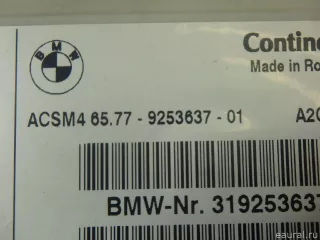 BMW
Contine
Made in Ro
ACSM4 65.77 - 9253637 - 01 A2C
BMW-Nr. 319253637
eaural.ru